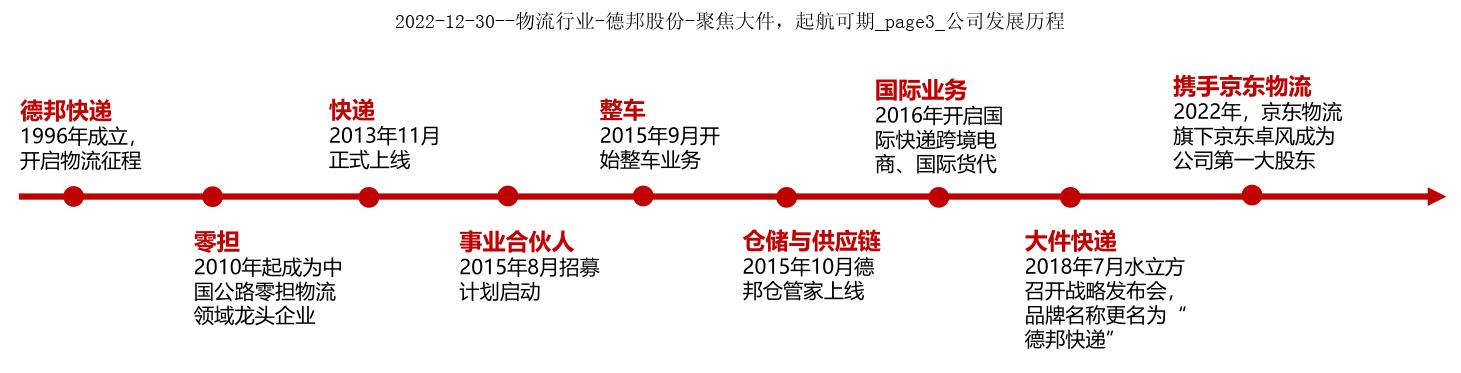 2022-12-30--物流行业-德邦股份-聚焦大件，起航可期_page3_公司发展历程
德邦快递
1996年成立，
开启物流征程
零担
2010年起成为中
国公路零担物流
领域龙头企业
快递
2013年11月
正式上线
事业合伙人
2015年8月招募
计划启动
整车
2015年9月开
始整车业务
仓储与供应链
2015年10月德
邦仓管家上线
国际业务
2016年开启国
际快递跨境电
商、国际货代
大件快递
2018年7月水立方
召开战略发布会，
品牌名称更名为“
德邦快递”
携手京东物流
2022年，京东物流
旗下京东卓风成为
公司第一大股东